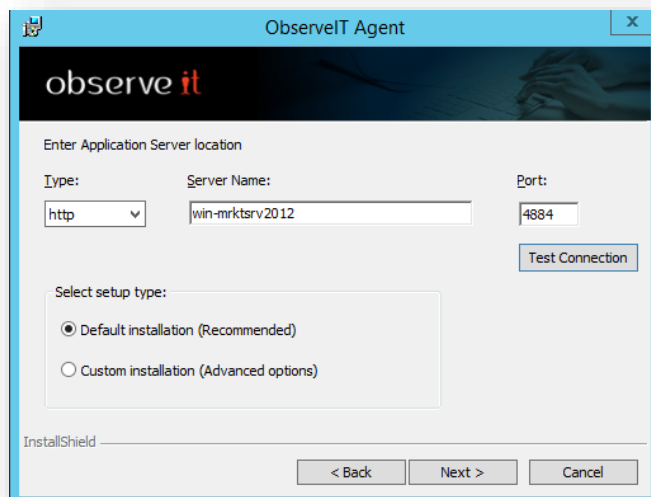 ObserveIT Agent
x
observe it
Enter Application Server location
Type: Server Name: Port:
http win-mrktsrv2012 4884
Test Connection
Select setup type:
Default installation (Recommended)
Custom installation (Advanced options)
InstallShield
< Back Next > Cancel